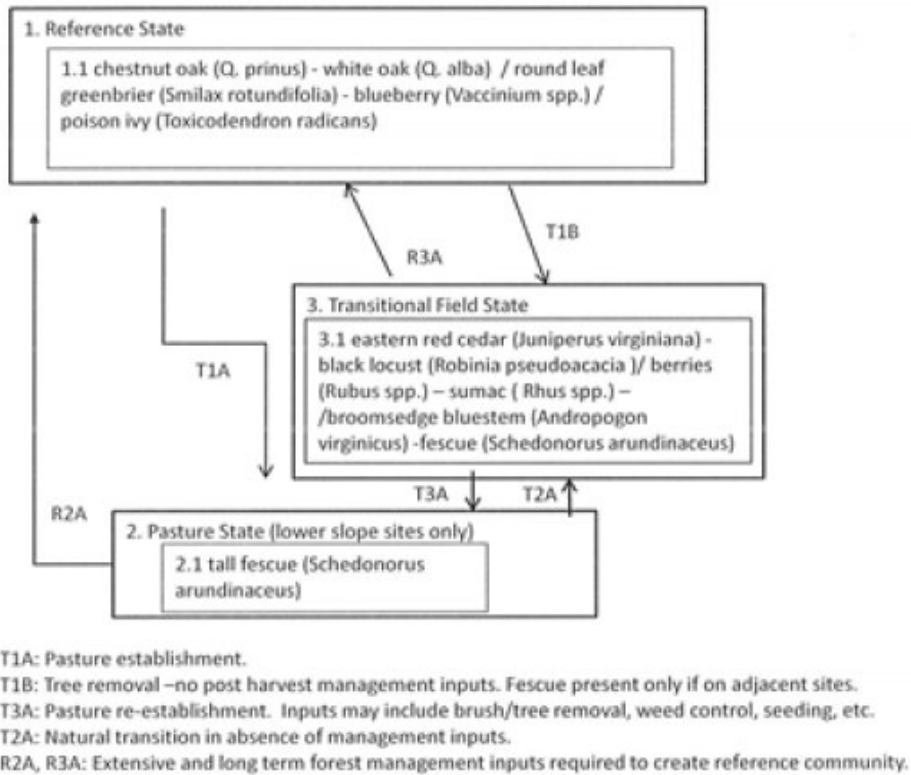 1. Reference State
1.1 chestnut oak (Q. prinus) - white oak (Q. alba) / round leaf
greenbrier (Smilax rotundifolia) - blueberry (Vaccinium spp.) /
poison ivy (Toxicodendron radicans)
R3A
T1B
3. Transitional Field State
3.1 eastern red cedar (Juniperus virginiana) -
black locust (Robinia pseudoacacia )/ berries
(Rubus spp.) – sumac ( Rhus spp.) –
/broomsedge bluestem (Andropogon
virginicus) -fescue (Schedonorus arundinaceus)
T1A
T3A
T2A
R2A
2. Pasture State (lower slope sites only)
2.1 tall fescue (Schedonorus
arundinaceus)
T1A: Pasture establishment.
T1B: Tree removal –no post harvest management inputs. Fescue present only if on adjacent sites.
T3A: Pasture re-establishment.  Inputs may include brush/tree removal, weed control, seeding, etc.
T2A: Natural transition in absence of management inputs.
R2A, R3A: Extensive and long term forest management inputs required to create reference community.